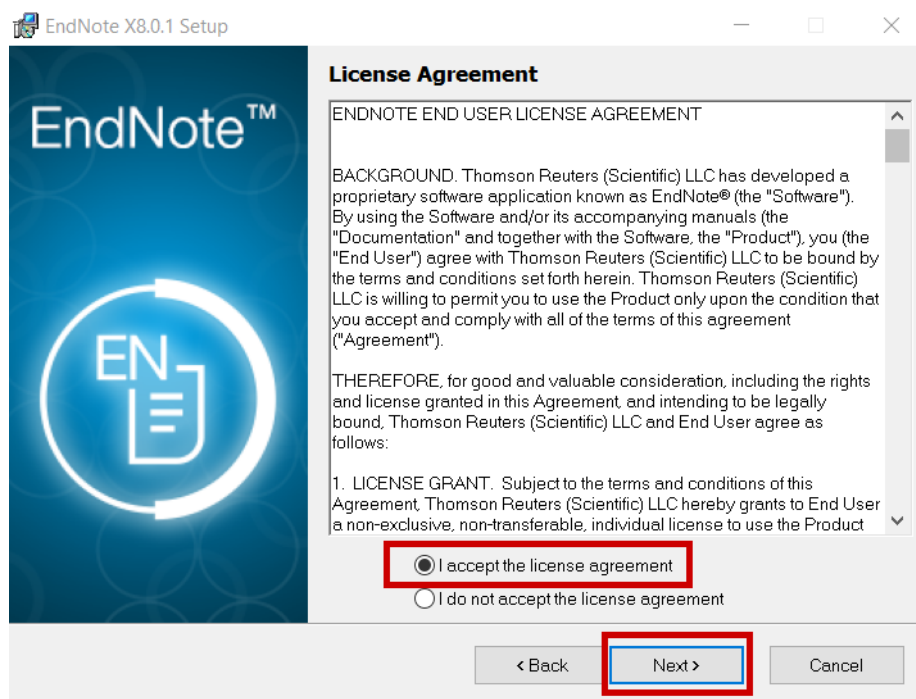 EndNote X8.0.1 Setup
EndNote™
EN
License Agreement
ENDNOTE END USER LICENSE AGREEMENT
BACKGROUND. Thomson Reuters (Scientific) LLC has developed a
proprietary software application known as EndNote® (the "Software").
By using the Software and/or its accompanying manuals (the
"Documentation" and together with the Software, the "Product"), you (the
"End User") agree with Thomson Reuters (Scientific) LLC to be bound by
the terms and conditions set forth herein. Thomson Reuters (Scientific)
LLC is willing to permit you to use the Product only upon the condition that
you accept and comply with all of the terms of this agreement
("Agreement").
THEREFORE, for good and valuable consideration, including the rights
and license granted in this Agreement, and intending to be legally
bound, Thomson Reuters (Scientific) LLC and End User agree as
follows:
1. LICENSE GRANT. Subject to the terms and conditions of this
Agreement, Thomson Reuters (Scientific) LLC hereby grants to End User
a non-exclusive, non-transferable, individual license to use the Product
I accept the license agreement
I do not accept the license agreement
< Back Next > Cancel